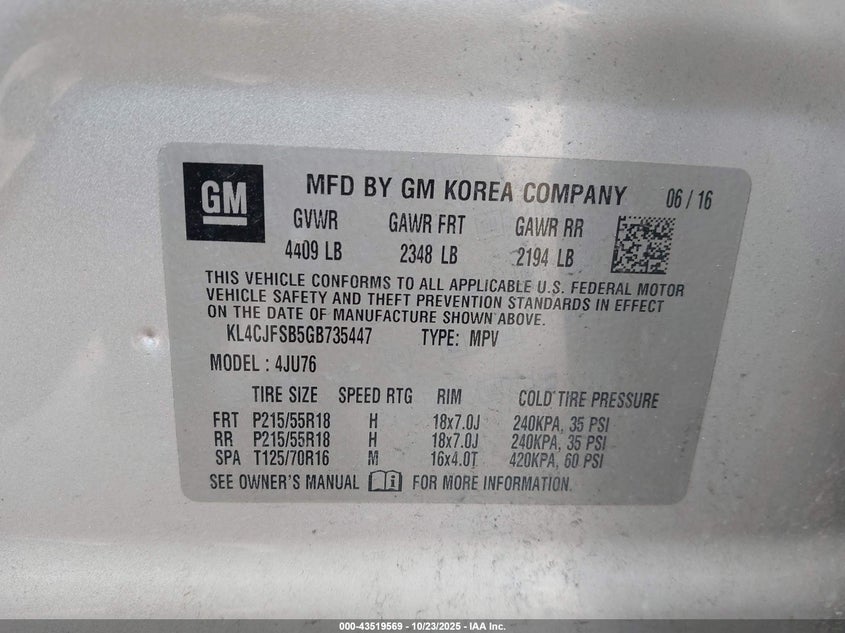 GM
MFD BY GM KOREA COMPANY 06 / 16
GVWR GAWR FRT GAWR RR
4409 LB 2348 LB 2194 LB
THIS VEHICLE CONFORMS TO ALL APPLICABLE U.S. FEDERAL MOTOR
VEHICLE SAFETY AND THEFT PREVENTION STANDARDS IN EFFECT
ON THE DATE OF MANUFACTURE SHOWN ABOVE.
KL4CJFSB5GB735447 TYPE: MPV
MODEL : 4JU76
TIRE SIZE SPEED RTG RIM COLD TIRE PRESSURE
FRT P215/55R18 H 18x7.0J 240KPA, 35 PSI
RR P215/55R18 H 18x7.0J 240KPA, 35 PSI
SPA T125/70R16 M 16x4.0T 420KPA, 60 PSI
SEE OWNER'S MANUAL FOR MORE INFORMATION.
000-43519569 | 10/23/2025 - IAA Inc.